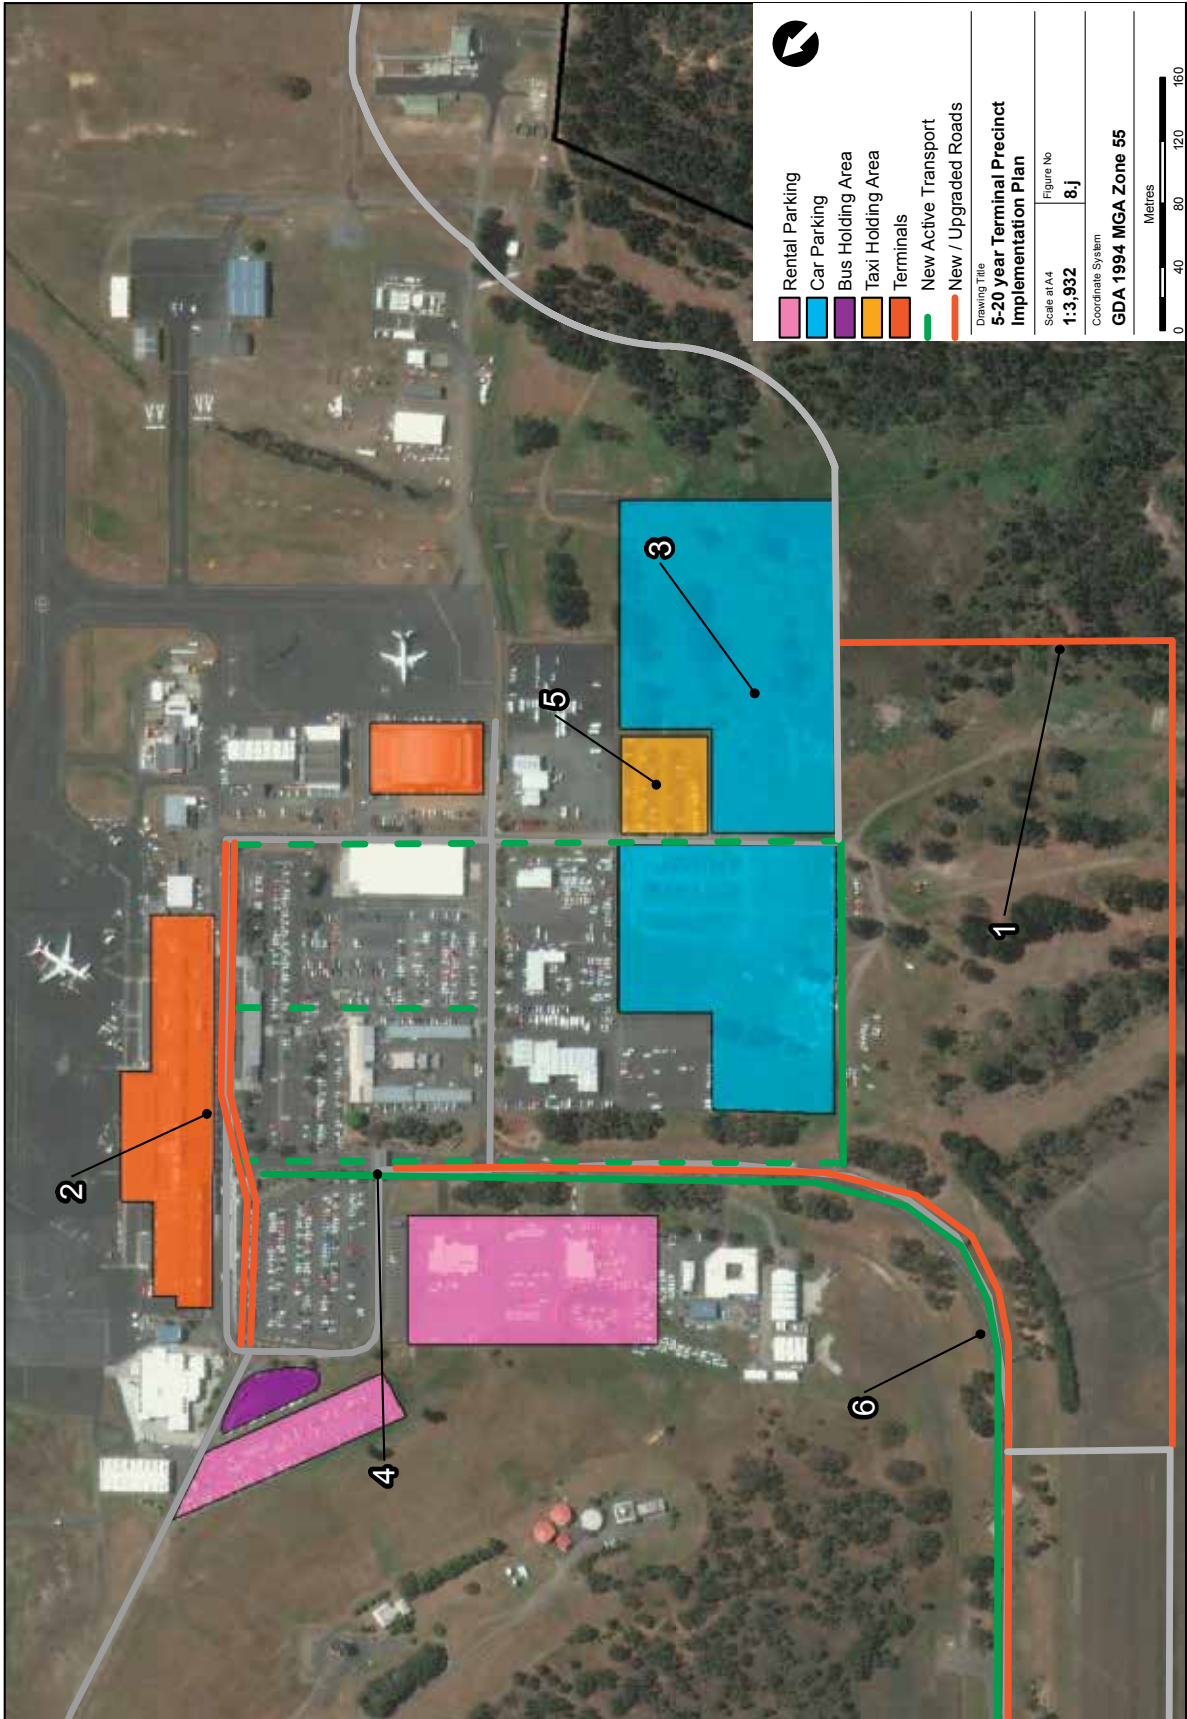 Rental Parking
Car Parking
Bus Holding Area
Taxi Holding Area
Terminals
New Active Transport
New / Upgraded Roads
Drawing Title
5-20 year Terminal Precinct
Implementation Plan
Scale at A4
1:3,932
Figure No
8.j
Coordinate System
GDA 1994 MGA Zone 55
Metres
0 40 80 120 160
1
2
3
4
5
6